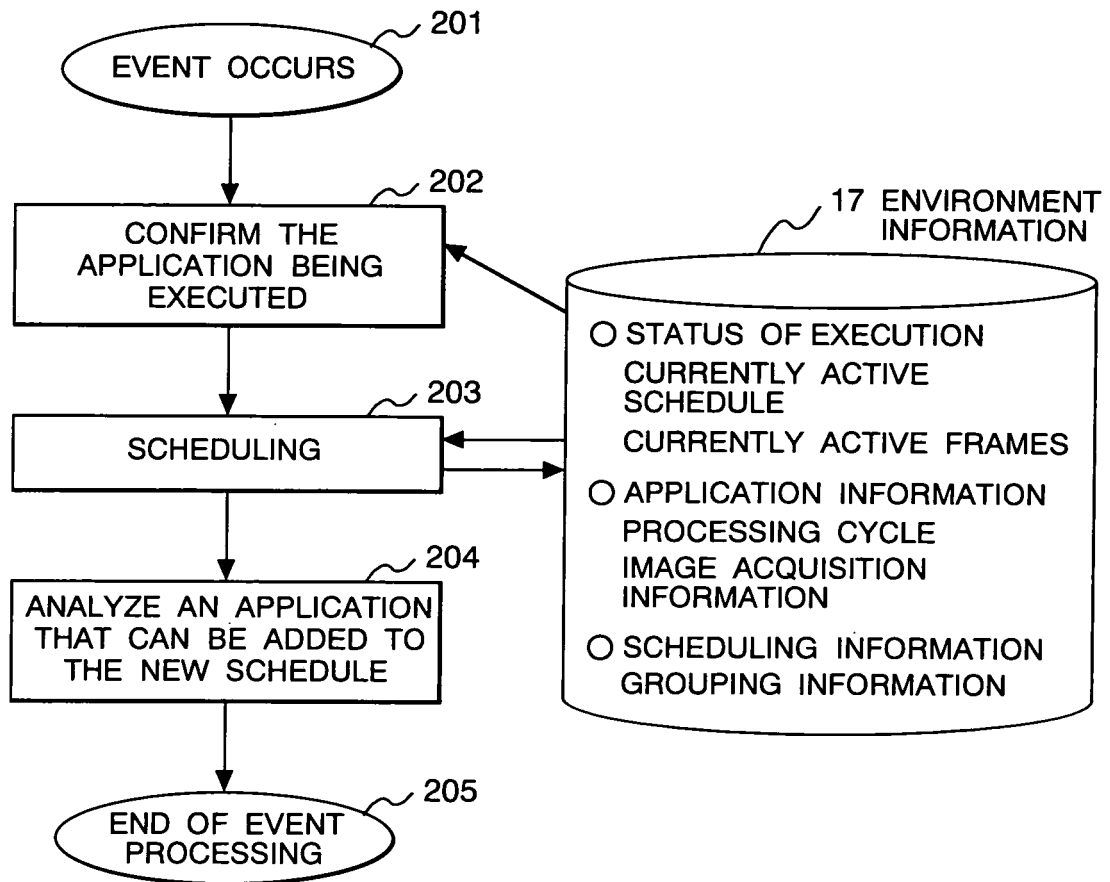 201
EVENT OCCURS
202
CONFIRM THE
APPLICATION BEING
EXECUTED
203
SCHEDULING
204
ANALYZE AN APPLICATION
THAT CAN BE ADDED TO
THE NEW SCHEDULE
205
END OF EVENT
PROCESSING
17 ENVIRONMENT
INFORMATION
○ STATUS OF EXECUTION
CURRENTLY ACTIVE
SCHEDULE
CURRENTLY ACTIVE FRAMES
○ APPLICATION INFORMATION
PROCESSING CYCLE
IMAGE ACQUISITION
INFORMATION
○ SCHEDULING INFORMATION
GROUPING INFORMATION